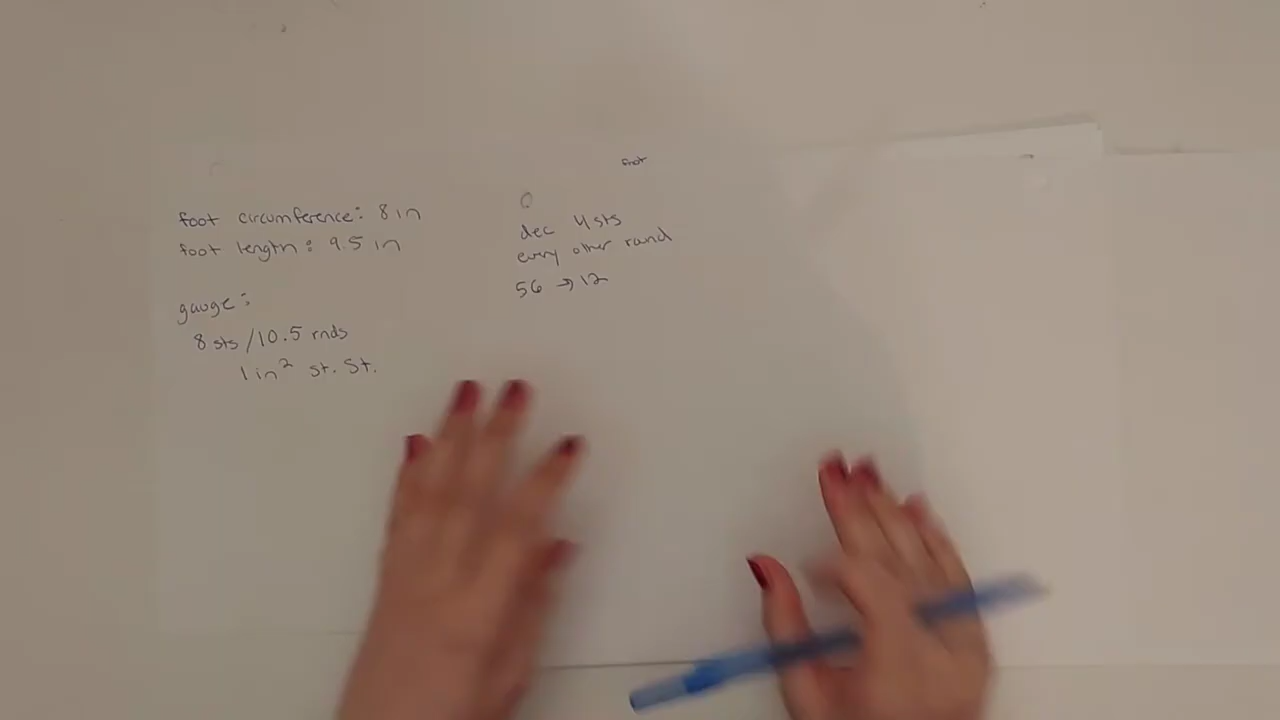 foot circumference: 8 in
foot length: 9.5 in
gauge:
8 sts / 10.5 rnds
1 in² st. st.
foot
dec 4 sts
every other round
56 → 12